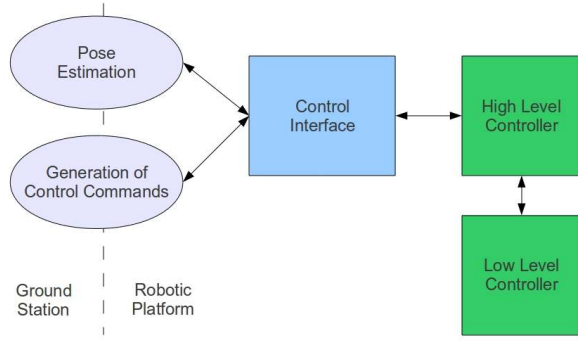 Pose
Estimation
Control
Interface
High Level
Controller
Generation of
Control Commands
Low Level
Controller
Ground
Station
Robotic
Platform